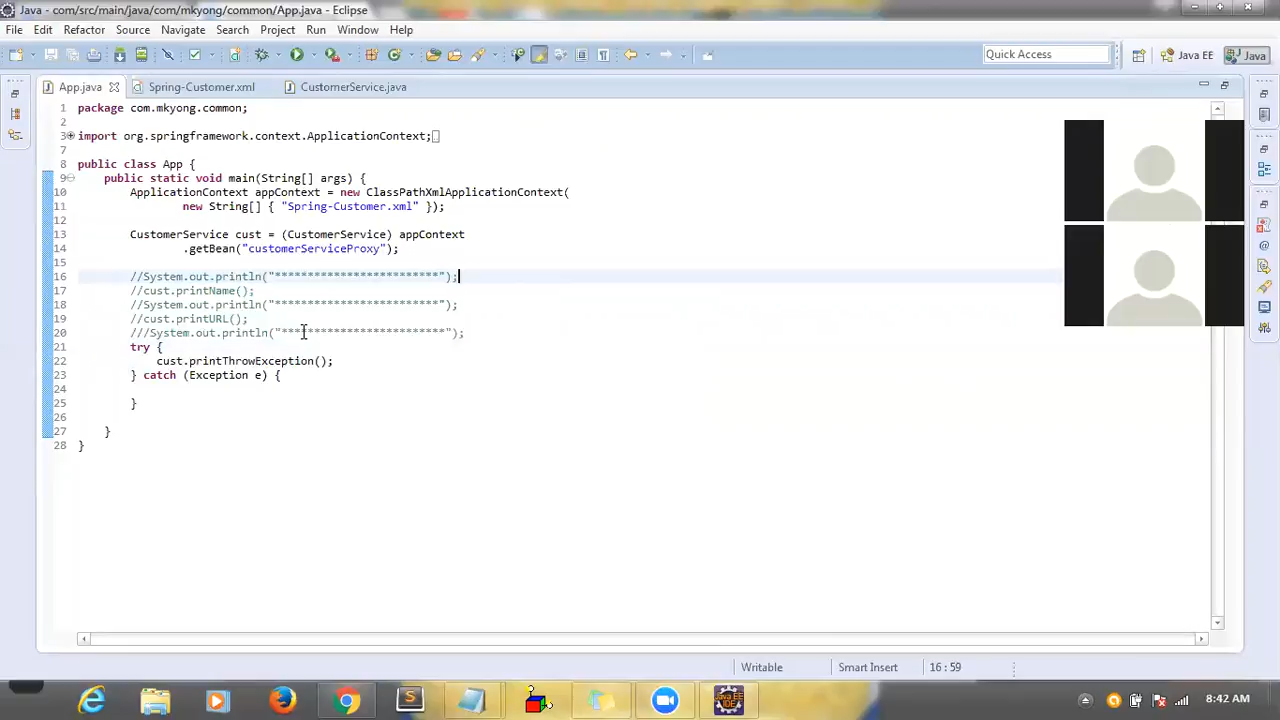 Java - com/src/main/java/com/mkyong/common/App.java - Eclipse
File Edit Refactor Source Navigate Search Project Run Window Help
Quick Access Java EE Java
App.java Spring-Customer.xml CustomerService.java
1 package com.mkyong.common;
2
3 import org.springframework.context.ApplicationContext;
7
8 public class App {
9 public static void main(String[] args) {
10 ApplicationContext appContext = new ClassPathXmlApplicationContext(
11 new String[] { "Spring-Customer.xml" });
12
13 CustomerService cust = (CustomerService) appContext
14 .getBean("customerServiceProxy");
15
16 //System.out.println("*************************");
17 //cust.printName();
18 //System.out.println("*************************");
19 //cust.printURL();
20 ///System.out.println("*************************");
21 try {
22 cust.printThrowException();
23 } catch (Exception e) {
24
25 }
26
27 }
28 }
Writable Smart Insert 16 : 59
Java EE IDE
8:42 AM